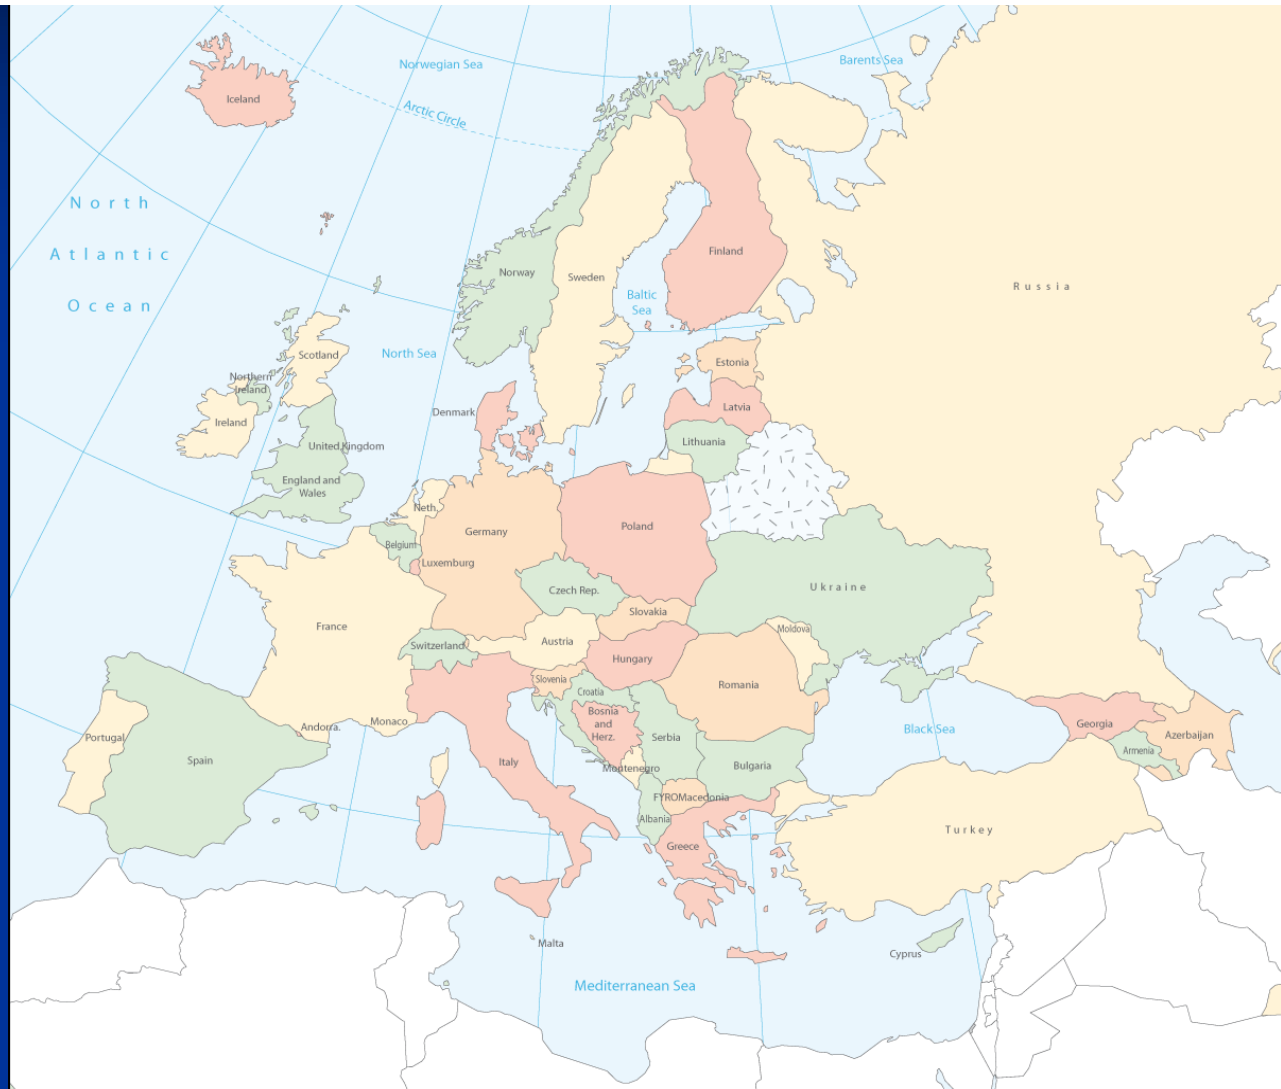 Norwegian Sea
Barents Sea
Iceland
Arctic Circle
North
Atlantic
Ocean
Finland
Norway
Sweden
Russia
Baltic
Sea
North Sea
Scotland
Estonia
Northern
Ireland
Latvia
Denmark
Ireland
Lithuania
United Kingdom
England and
Wales
Neth.
Poland
Germany
Belgium
Luxemburg
Ukraine
Czech Rep.
Slovakia
France
Moldova
Austria
Switzerland
Hungary
Slovenia
Romania
Croatia
Bosnia
and
Herz.
Andorra.
Monaco
Georgia
Black Sea
Azerbaijan
Portugal
Serbia
Armenia
Spain
Italy
Bulgaria
Montenegro
FYROMacedonia
Albania
Turkey
Greece
Malta
Cyprus
Mediterranean Sea